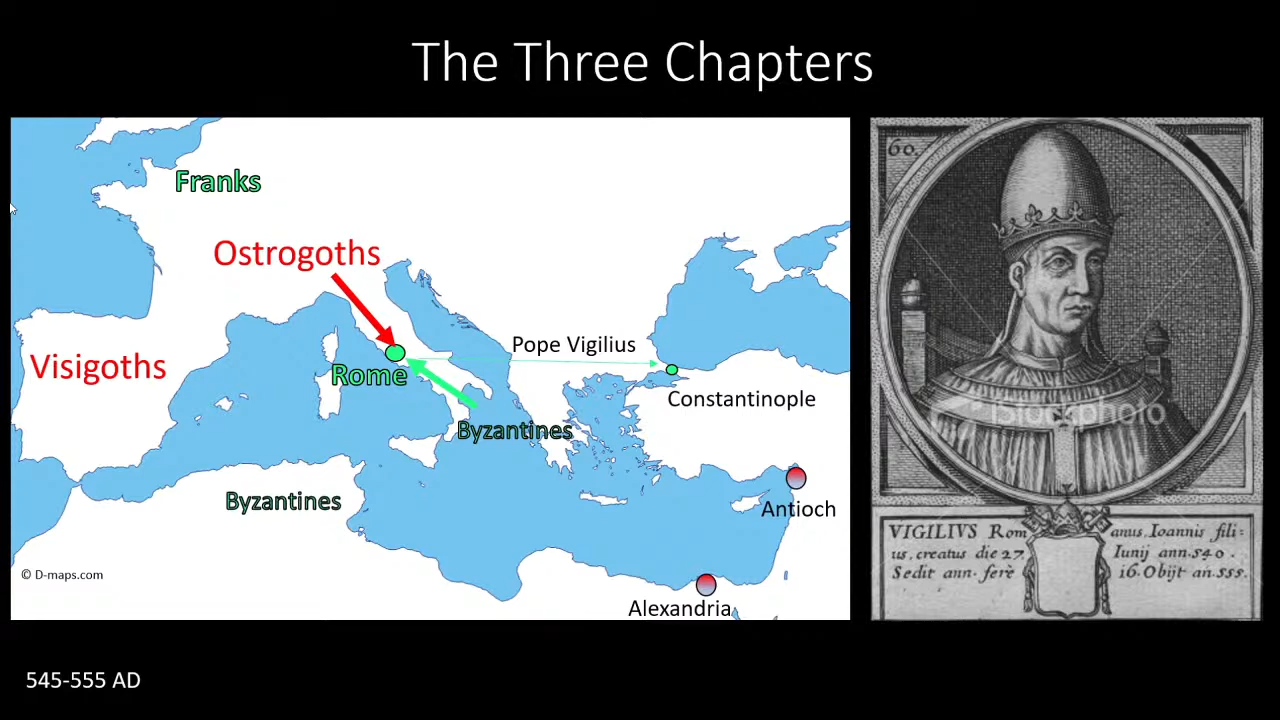 The Three Chapters
Franks
Ostrogoths
Visigoths
Rome
Pope Vigilius
Constantinople
Byzantines
Byzantines
Antioch
Alexandria
© D-maps.com
60.
iStockphoto
VIGILIVS Rom anus, Ioannis fili:
us, creatus die 27. Iunij ann. 540.
Sedit ann. ferè 16. Obijt an. 555.
545-555 AD